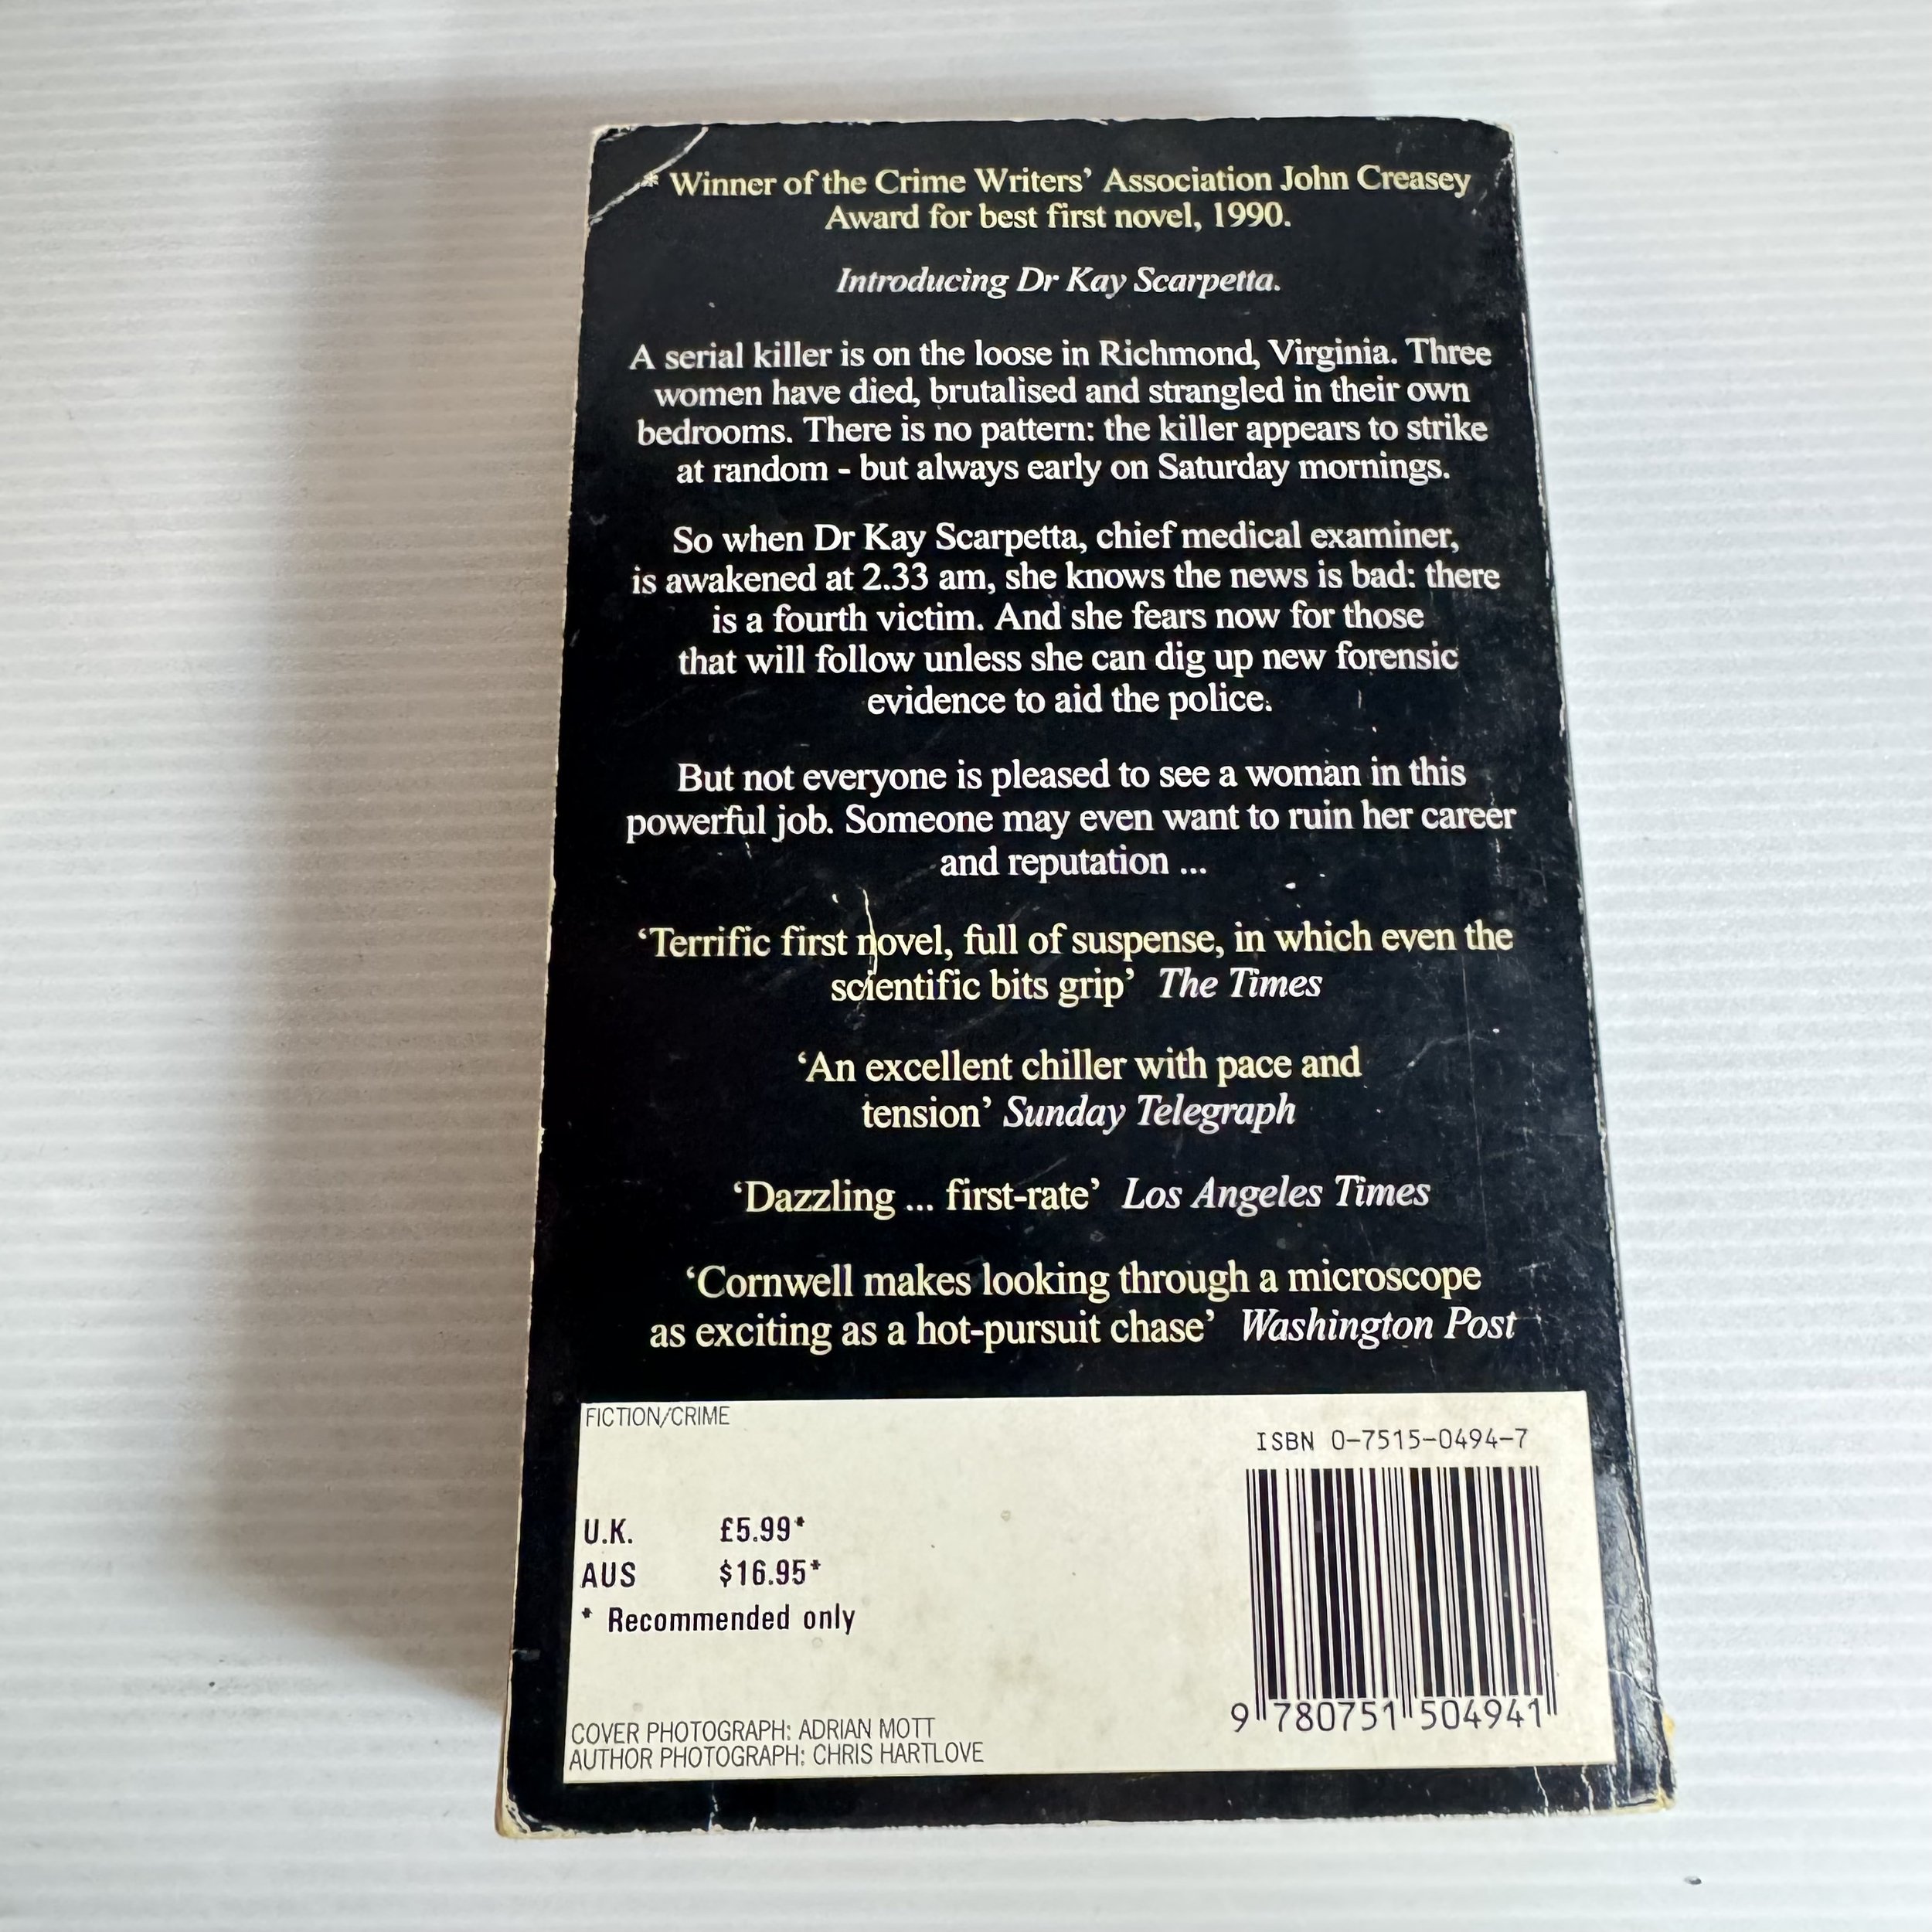 * Winner of the Crime Writers’ Association John Creasey
Award for best first novel, 1990.
Introducing Dr Kay Scarpetta.
A serial killer is on the loose in Richmond, Virginia. Three
women have died, brutalised and strangled in their own
bedrooms. There is no pattern: the killer appears to strike
at random - but always early on Saturday mornings.
So when Dr Kay Scarpetta, chief medical examiner,
is awakened at 2.33 am, she knows the news is bad: there
is a fourth victim. And she fears now for those
that will follow unless she can dig up new forensic
evidence to aid the police.
But not everyone is pleased to see a woman in this
powerful job. Someone may even want to ruin her career
and reputation ...
‘Terrific first novel, full of suspense, in which even the
scientific bits grip’ The Times
‘An excellent chiller with pace and
tension’ Sunday Telegraph
‘Dazzling ... first-rate’ Los Angeles Times
‘Cornwell makes looking through a microscope
as exciting as a hot-pursuit chase’ Washington Post
FICTION/CRIME
ISBN 0-7515-0494-7
U.K. £5.99*
AUS $16.95*
* Recommended only
9 780751 504941
COVER PHOTOGRAPH: ADRIAN MOTT
AUTHOR PHOTOGRAPH: CHRIS HARTLOVE